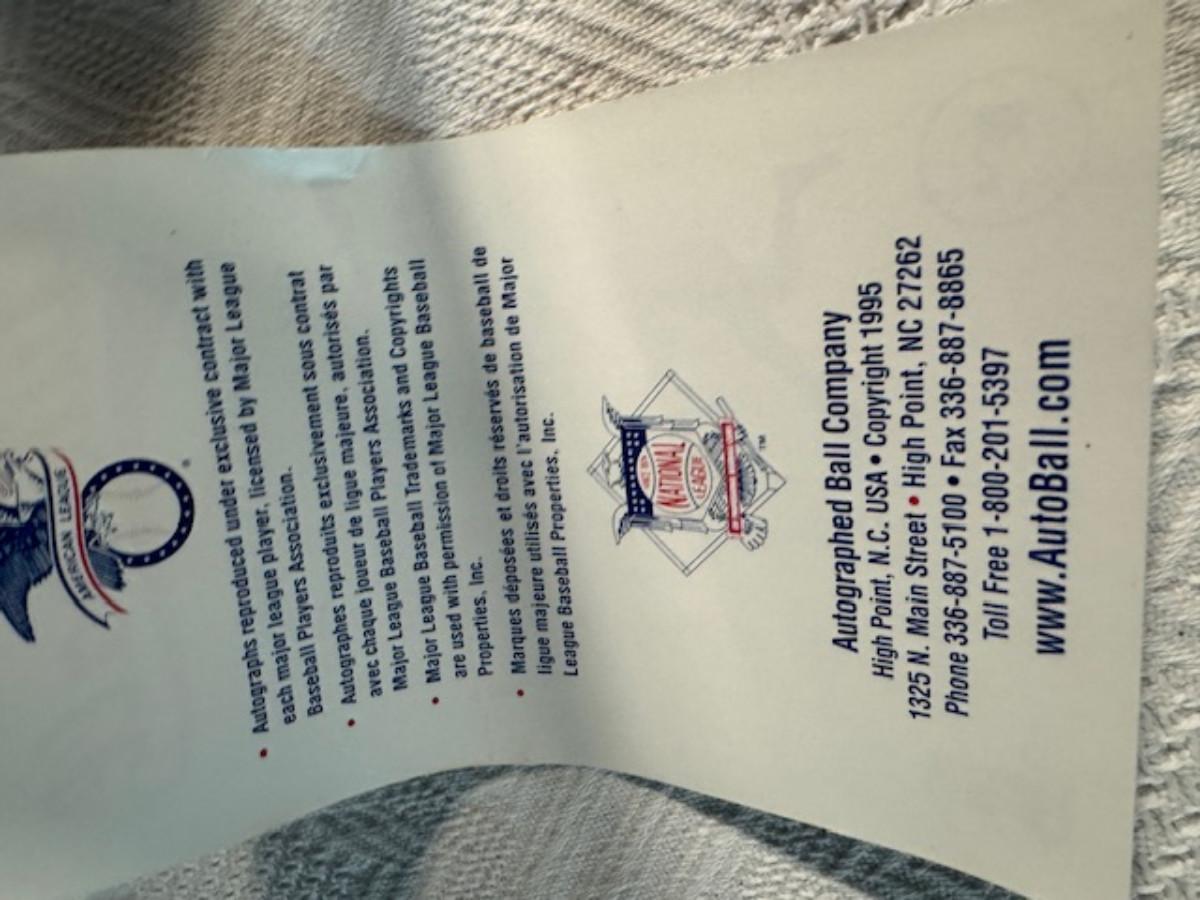 AMERICAN LEAGUE
®
• Autographs reproduced under exclusive contract with
each major league player, licensed by Major League
Baseball Players Association.
• Autographes reproduits exclusivement sous contrat
avec chaque joueur de ligue majeure, autorisés par
Major League Baseball Players Association.
• Major League Baseball Trademarks and Copyrights
are used with permission of Major League Baseball
Properties, Inc.
• Marques déposées et droits réservés de baseball de
ligue majeure utilisés avec l'autorisation de Major
League Baseball Properties, Inc.
NATIONAL
LEAGUE
TM
Autographed Ball Company
High Point, N.C. USA • Copyright 1995
1325 N. Main Street • High Point, NC 27262
Phone 336-887-5100 • Fax 336-887-8865
Toll Free 1-800-201-5397
www.AutoBall.com